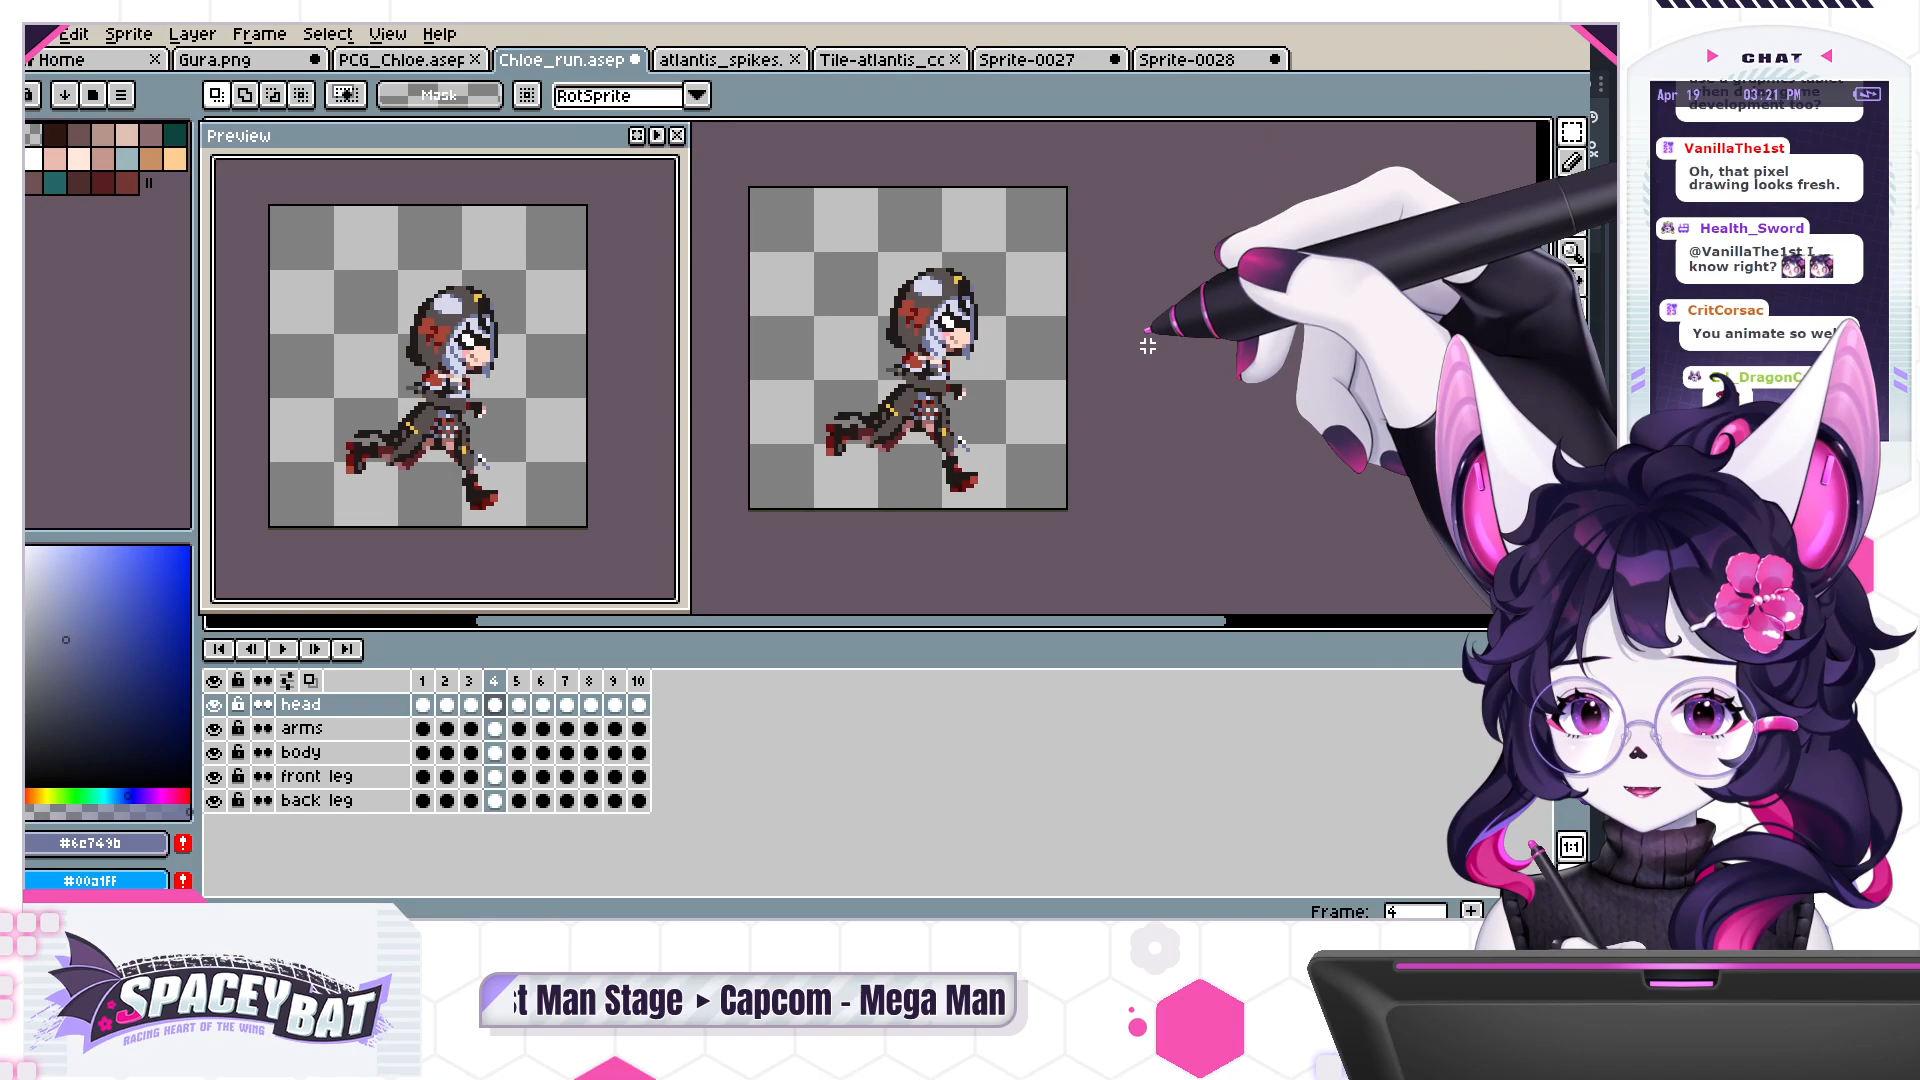 Edit Sprite Layer Frame Select View Help
Home Gura.png PCG_Chloe.asep Chloe_run.asep atlantis_spikes. Tile-atlantis_cc Sprite-0027 Sprite-0028
Mask RotSprite
Preview
1 2 3 4 5 6 7 8 9 10
head
arms
body
front leg
back leg
#6c749b
#00a1FF
1:1
Frame: 4
CHAT
Apr 19 03:21 PM
development too?
VanillaThe1st
Oh, that pixel
drawing looks fresh.
Health_Sword
@VanillaThe1st I
know right?
CritCorsac
You animate so we
SPACEYBAT
RACING HEART OF THE WING
t Man Stage ▸ Capcom - Mega Man